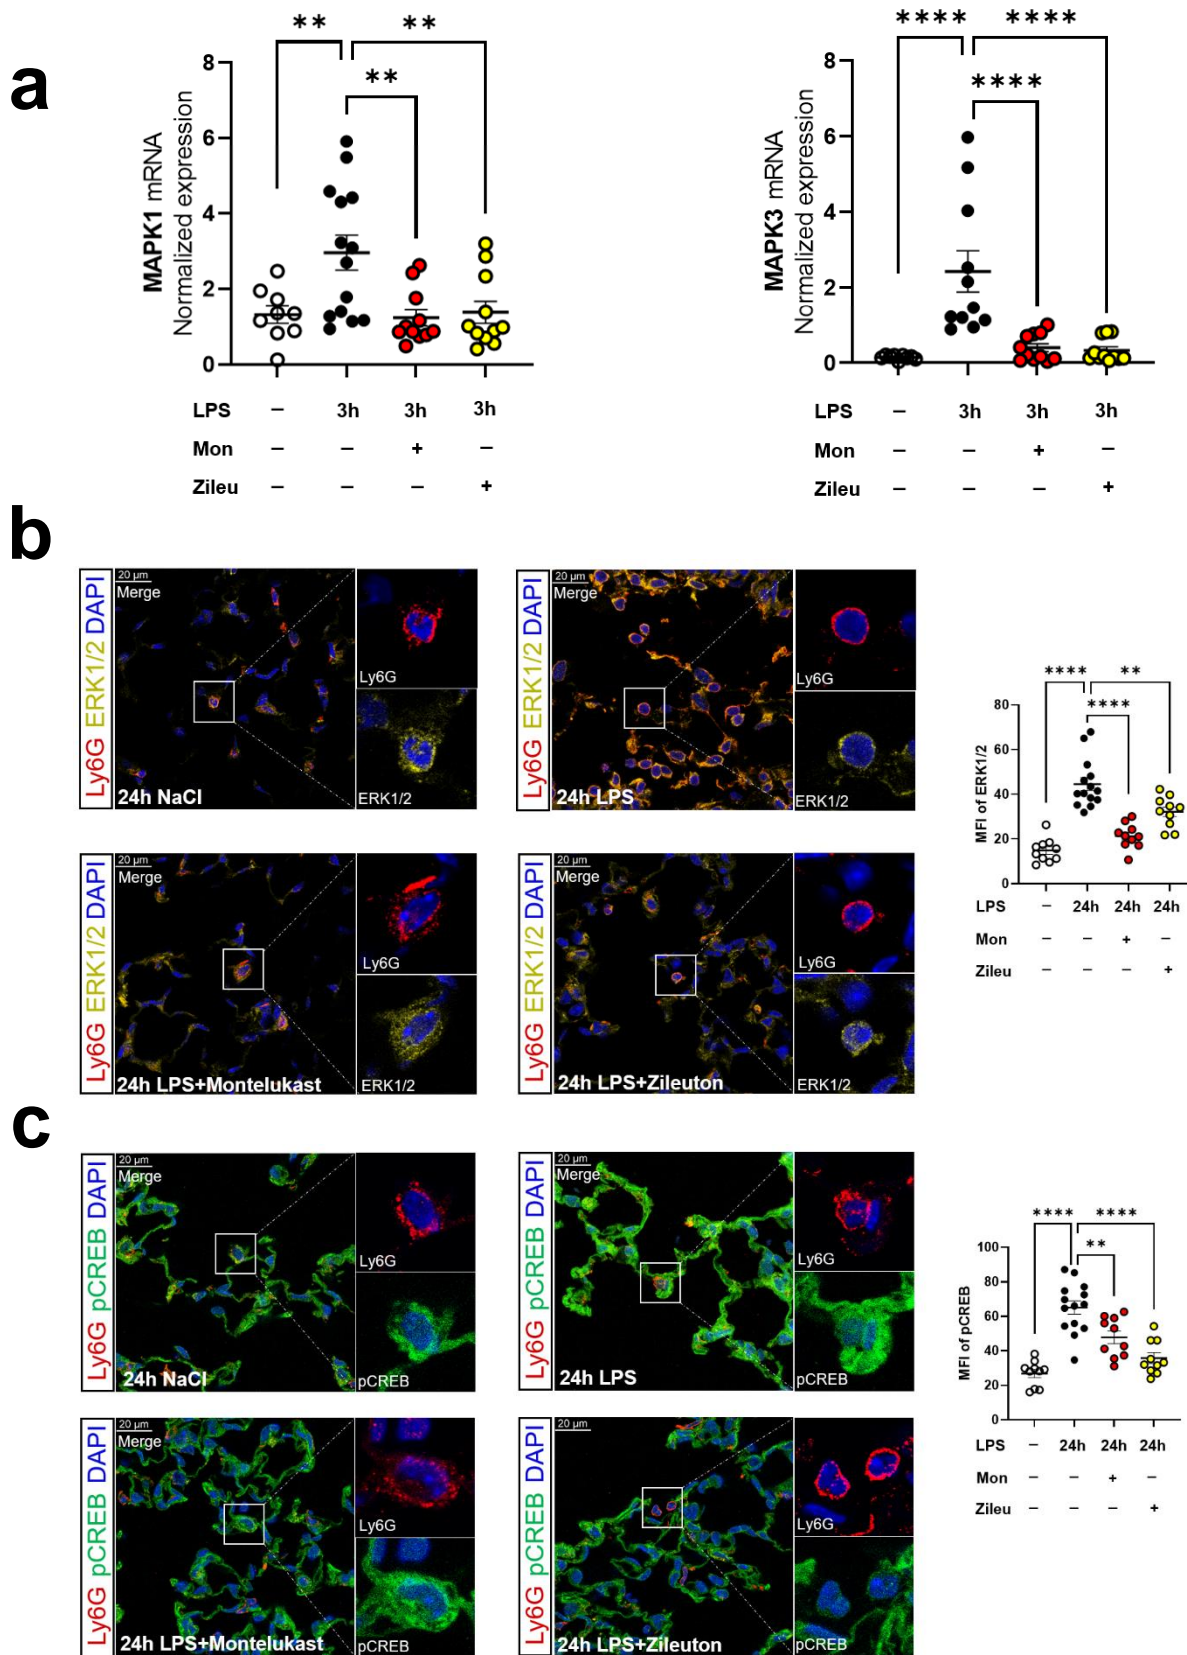 a
** **
**
MAPK1 mRNA
Normalized expression
8
6
4
2
0
LPS – 3h 3h 3h
Mon – – + –
Zileu – – – +
**** ****
****
MAPK3 mRNA
Normalized expression
8
6
4
2
0
LPS – 3h 3h 3h
Mon – – + –
Zileu – – – +
b
Ly6G ERK1/2 DAPI
20 µm
Merge
24h NaCl
Ly6G
ERK1/2
Ly6G ERK1/2 DAPI
20 µm
Merge
24h LPS
Ly6G
ERK1/2
Ly6G ERK1/2 DAPI
20 µm
Merge
24h LPS+Montelukast
Ly6G
ERK1/2
Ly6G ERK1/2 DAPI
20 µm
Merge
24h LPS+Zileuton
Ly6G
ERK1/2
**** **
****
MFI of ERK1/2
80
60
40
20
0
LPS – 24h 24h 24h
Mon – – + –
Zileu – – – +
c
Ly6G pCREB DAPI
20 µm
Merge
24h NaCl
Ly6G
pCREB
Ly6G pCREB DAPI
20 µm
Merge
24h LPS
Ly6G
pCREB
Ly6G pCREB DAPI
20 µm
Merge
24h LPS+Montelukast
Ly6G
pCREB
Ly6G pCREB DAPI
20 µm
Merge
24h LPS+Zileuton
Ly6G
pCREB
**** ****
**
MFI of pCREB
100
80
60
40
20
0
LPS – 24h 24h 24h
Mon – – + –
Zileu – – – +